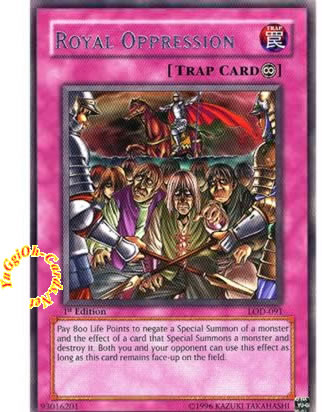 ROYAL OPPRESSION
TRAP
罠
[TRAP CARD]
YuGgiOh-Cards.Net
1st Edition
LOD-091
Pay 800 Life Points to negate a Special Summon of a monster
and the effect of a card that Special Summons a monster and
destroy it. Both you and your opponent can use this effect as
long as this card remains face-up on the field.
93016201
©1996 KAZUKI TAKAHASHI